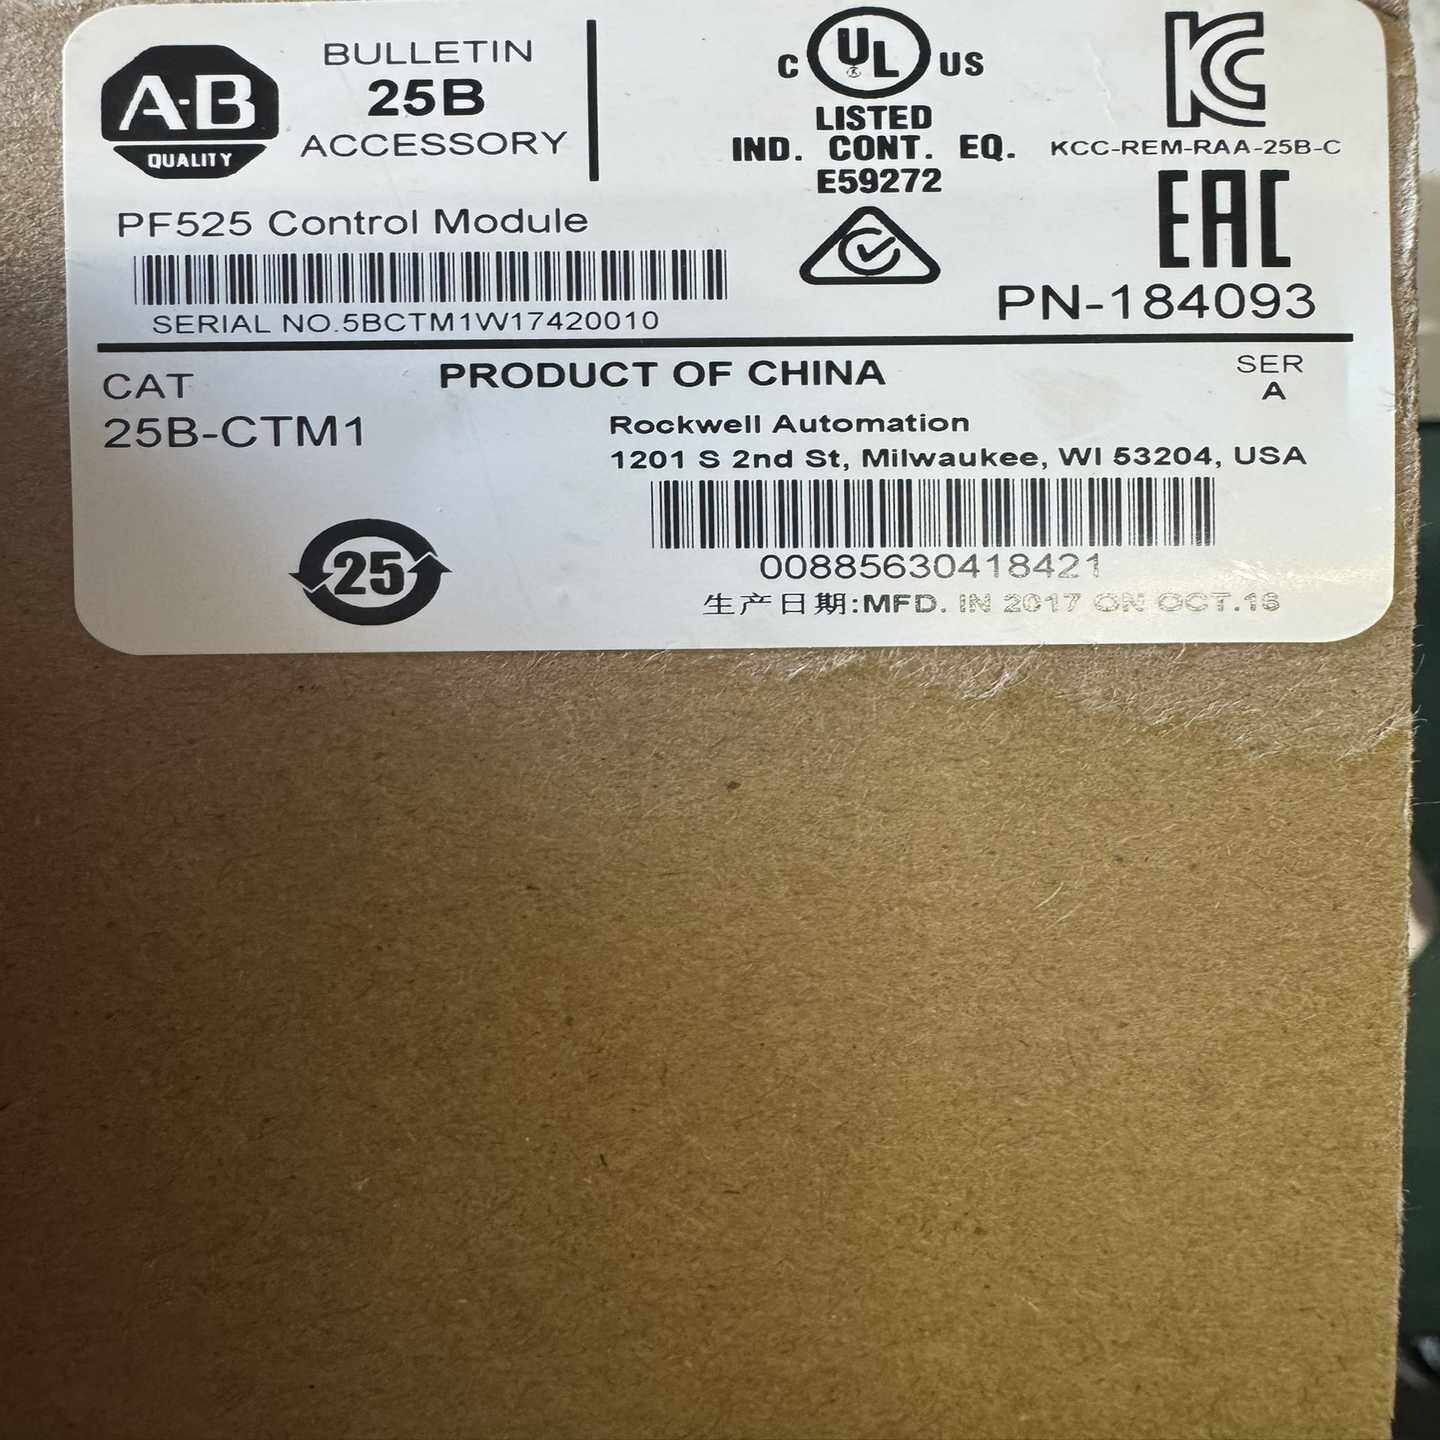 A-B
QUALITY
BULLETIN
25B
ACCESSORY
C UL US
LISTED
IND. CONT. EQ.
E59272
KC
KCC-REM-RAA-25B-C
EAC
PF525 Control Module
SERIAL NO.5BCTM1W17420010
PN-184093
CAT
25B-CTM1
PRODUCT OF CHINA
SER
A
Rockwell Automation
1201 S 2nd St, Milwaukee, WI 53204, USA
25
00885630418421
生产日期:MFD. IN 2017 ON OCT.16